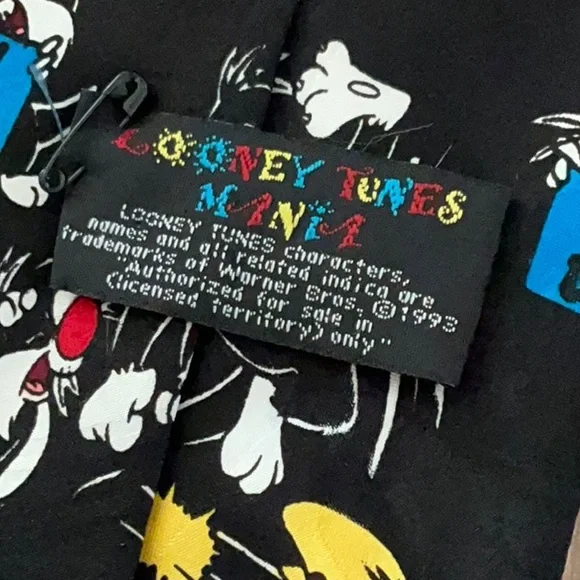 LOONEY TUNES
MANIA
LOONEY TUNES characters,
names and all related indica are
trademarks of Warner Bros. ©1993
"Authorized for sale in
(licensed territory) only"